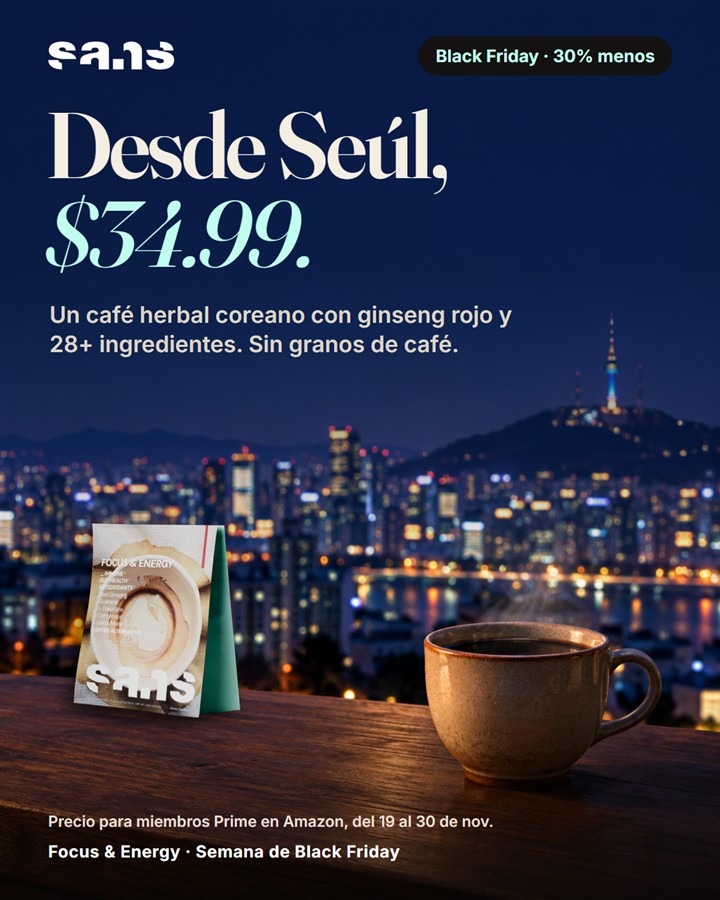 sans
Black Friday · 30% menos
Desde Seúl,
$34.99.
Un café herbal coreano con ginseng rojo y
28+ ingredientes. Sin granos de café.
FOCUS & ENERGY
sans
Precio para miembros Prime en Amazon, del 19 al 30 de nov.
Focus & Energy · Semana de Black Friday